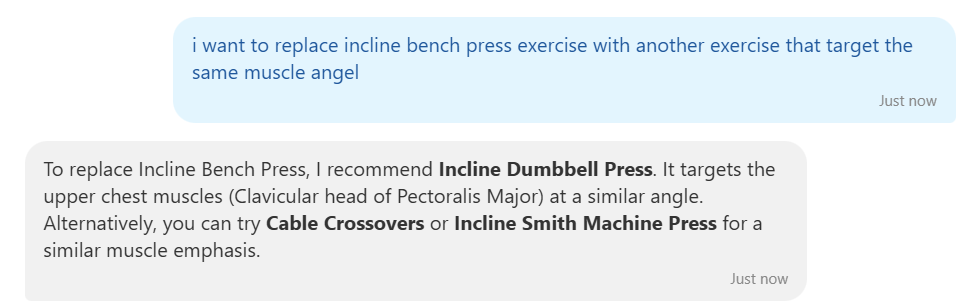 i want to replace incline bench press exercise with another exercise that target the
same muscle angel
Just now
To replace Incline Bench Press, I recommend Incline Dumbbell Press. It targets the
upper chest muscles (Clavicular head of Pectoralis Major) at a similar angle.
Alternatively, you can try Cable Crossovers or Incline Smith Machine Press for a
similar muscle emphasis.
Just now